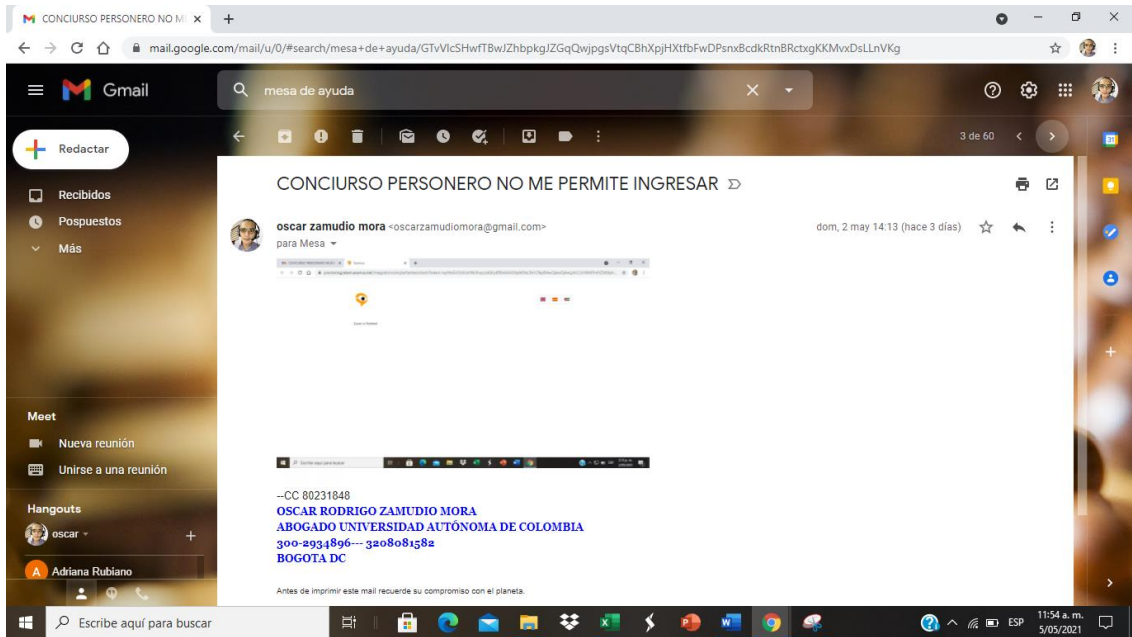 CONCIURSO PERSONERO NO M
mail.google.com/mail/u/0/#search/mesa+de+ayuda/GTvVlcSHwfTBwJZhbpkgJZGqQwjpgsVtqCBhXpjHXtfbFwDPsnxBcdkRtnBRctxgKKMvxDsLLnVKg
Gmail
mesa de ayuda
Redactar
3 de 60
31
Recibidos
Pospuestos
Más
CONCIURSO PERSONERO NO ME PERMITE INGRESAR
oscar zamudio mora <oscarzamudiomora@gmail.com>
dom, 2 may 14:13 (hace 3 días)
para Mesa
--CC 80231848
OSCAR RODRIGO ZAMUDIO MORA
ABOGADO UNIVERSIDAD AUTÓNOMA DE COLOMBIA
300-2934896--- 3208081582
BOGOTA DC
Antes de imprimir este mail recuerde su compromiso con el planeta.
Meet
Nueva reunión
Unirse a una reunión
Hangouts
oscar
A Adriana Rubiano
Escribe aquí para buscar
ESP
11:54 a. m.
5/05/2021